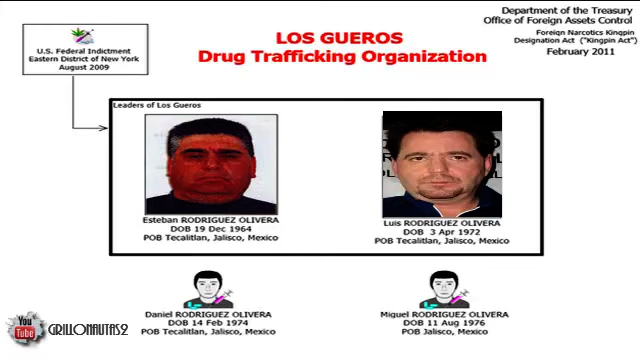 Department of the Treasury
Office of Foreign Assets Control
Foreign Narcotics Kingpin
Designation Act ("Kingpin Act")
February 2011
U.S. Federal Indictment
Eastern District of New York
August 2009
LOS GUEROS
Drug Trafficking Organization
Leaders of Los Gueros
Esteban RODRIGUEZ OLIVERA
DOB 19 Dec 1964
POB Tecalitlan, Jalisco, Mexico
Luis RODRIGUEZ OLIVERA
DOB 3 Apr 1972
POB Tecalitlan, Jalisco, Mexico
Daniel RODRIGUEZ OLIVERA
DOB 14 Feb 1974
POB Tecalitlan, Jalisco, Mexico
Miguel RODRIGUEZ OLIVERA
DOB 11 Aug 1976
POB Jalisco, Mexico
You
Tube
GRILLONAUTAS2